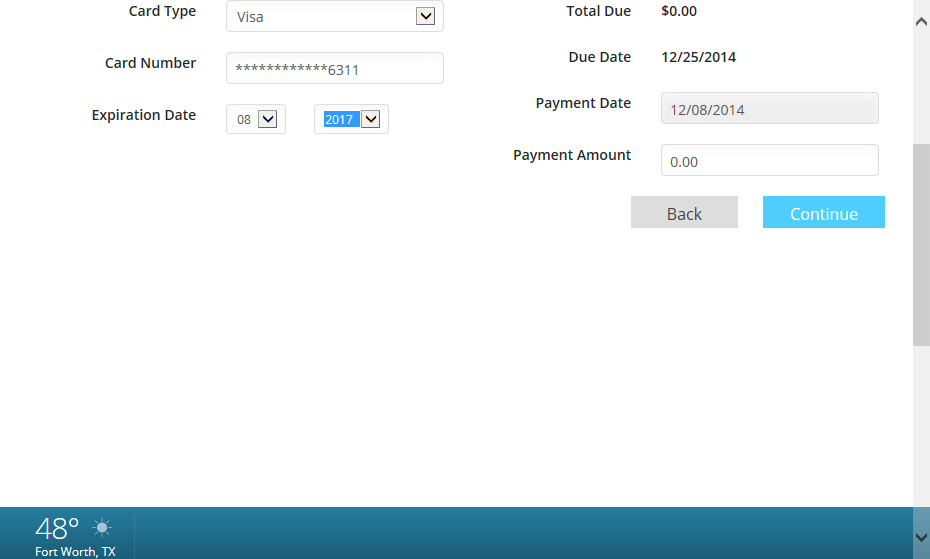 Card Type Visa
Card Number ************6311
Expiration Date 08 2017
Total Due $0.00
Due Date 12/25/2014
Payment Date 12/08/2014
Payment Amount 0.00
Back Continue
48°
Fort Worth, TX